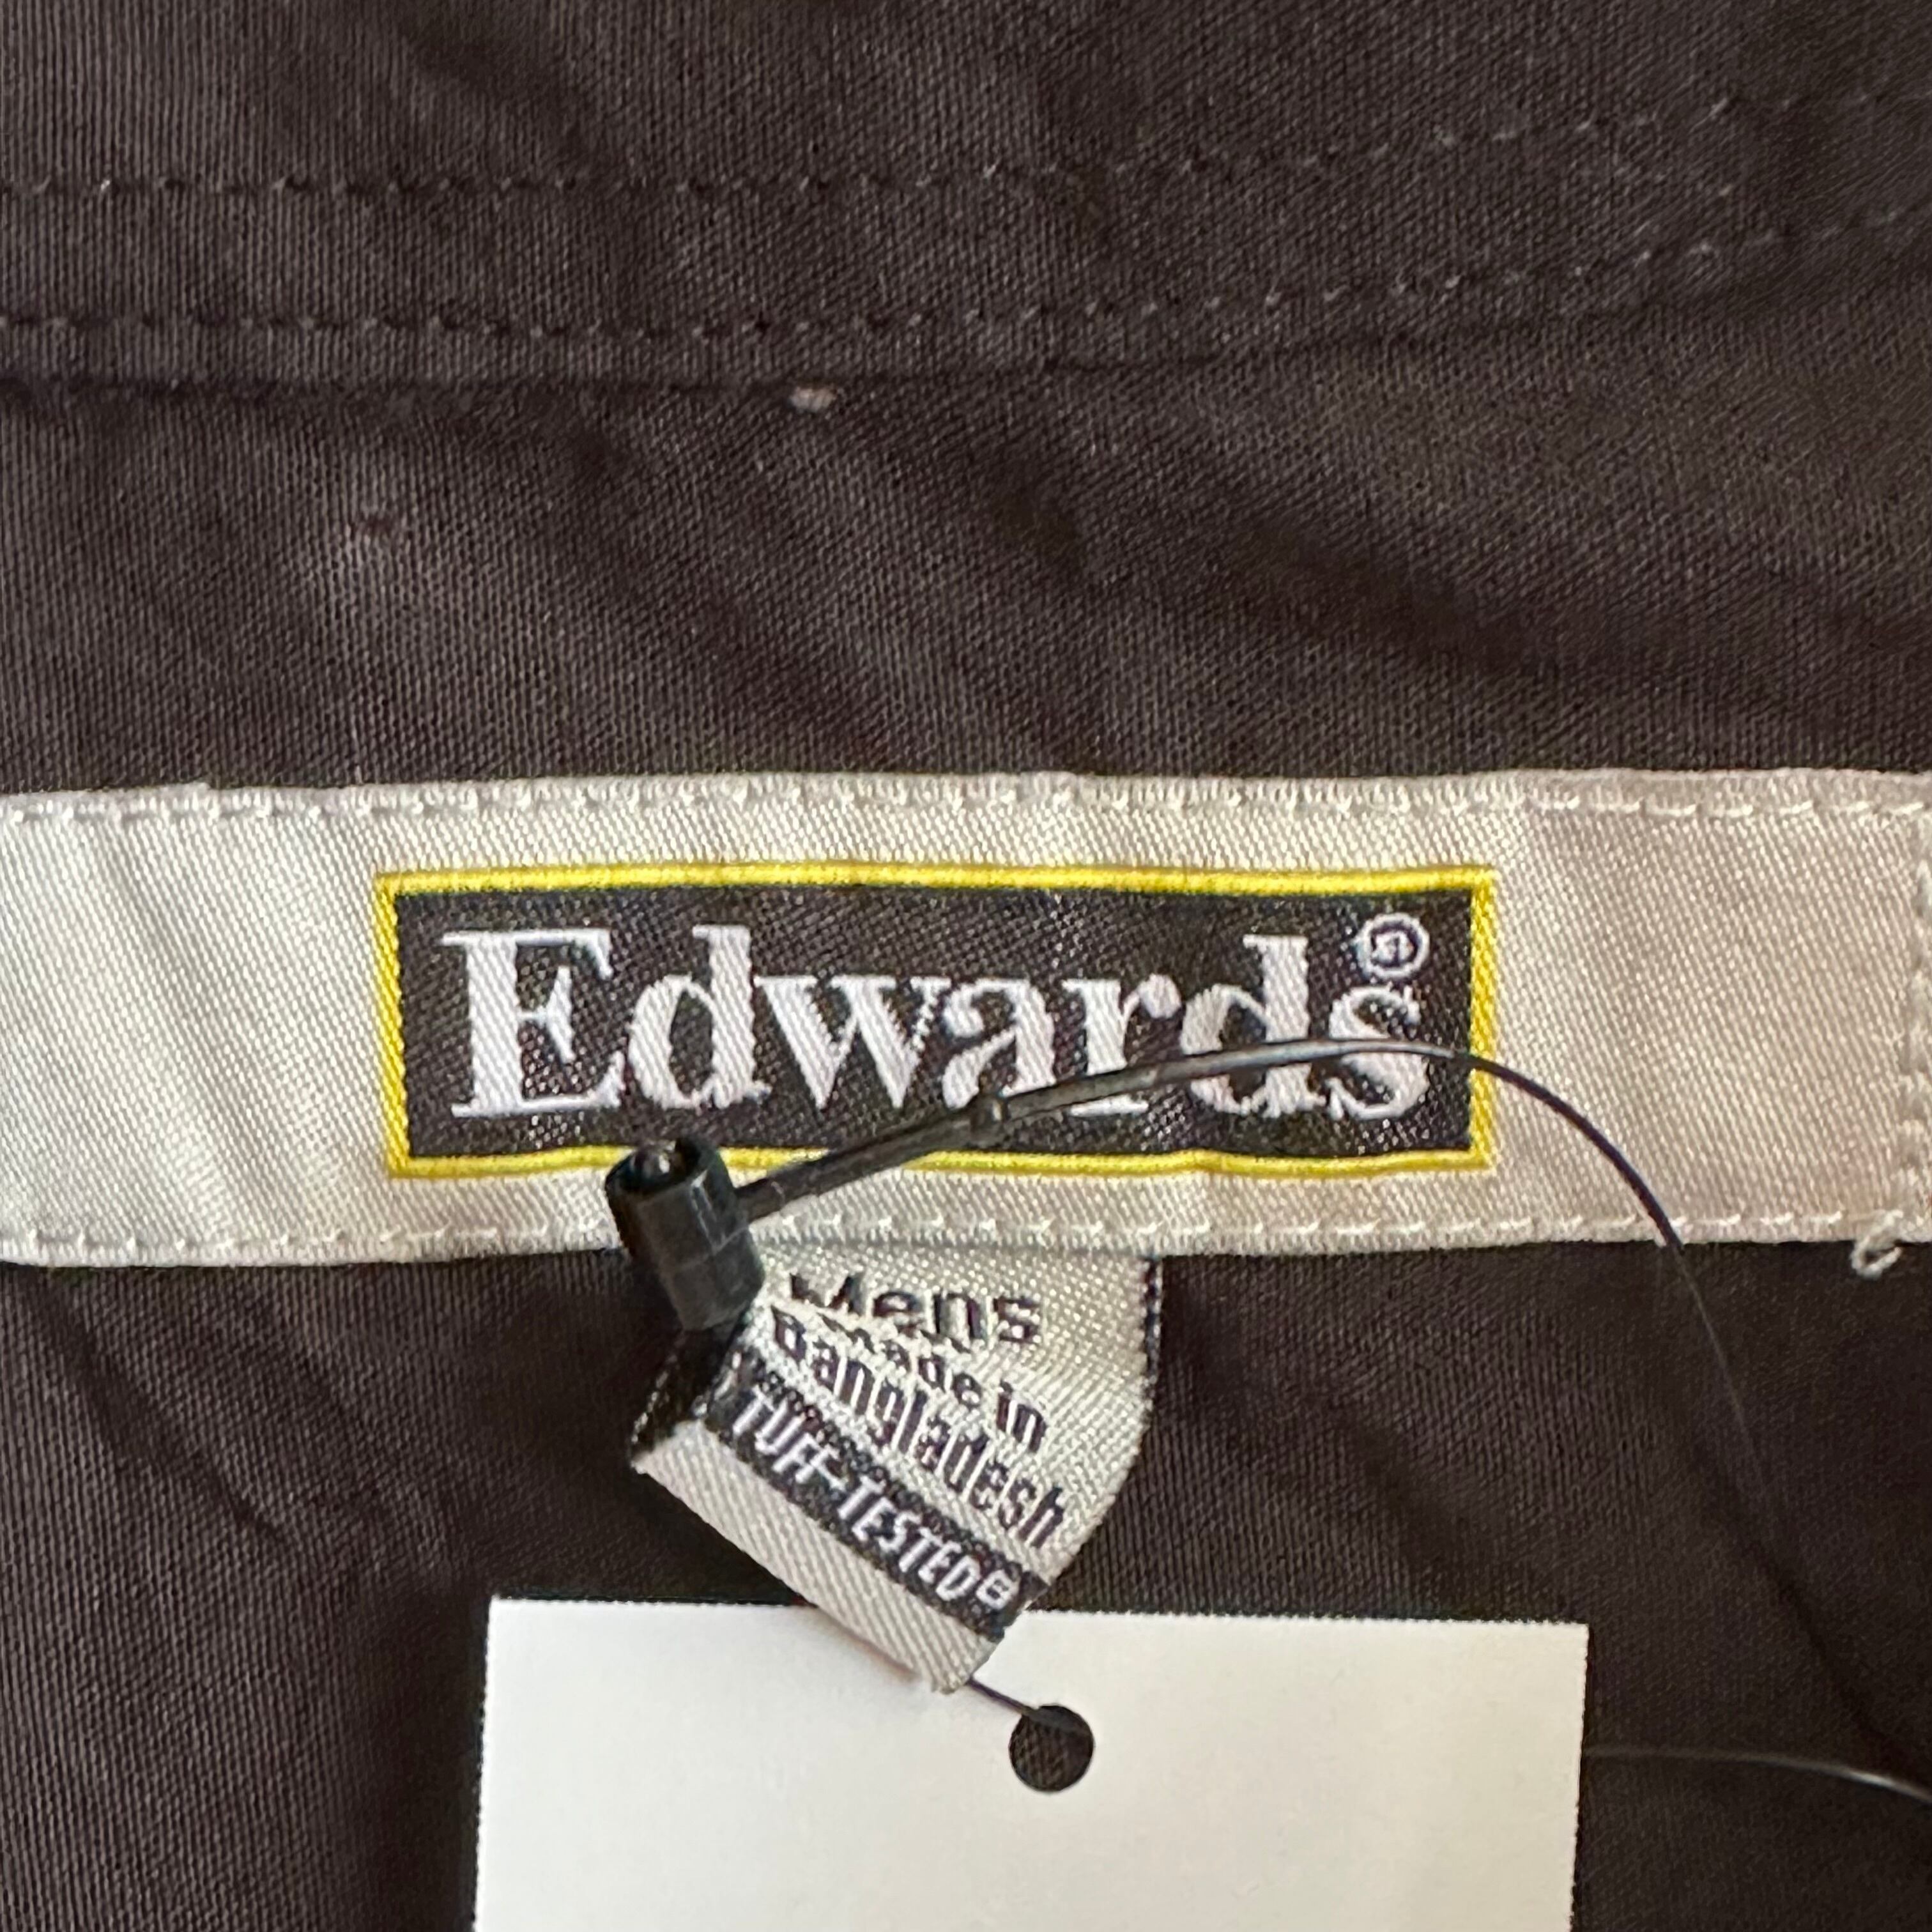 Edwards®
Mens
Made in
Bangladesh
TUFF-TESTED®